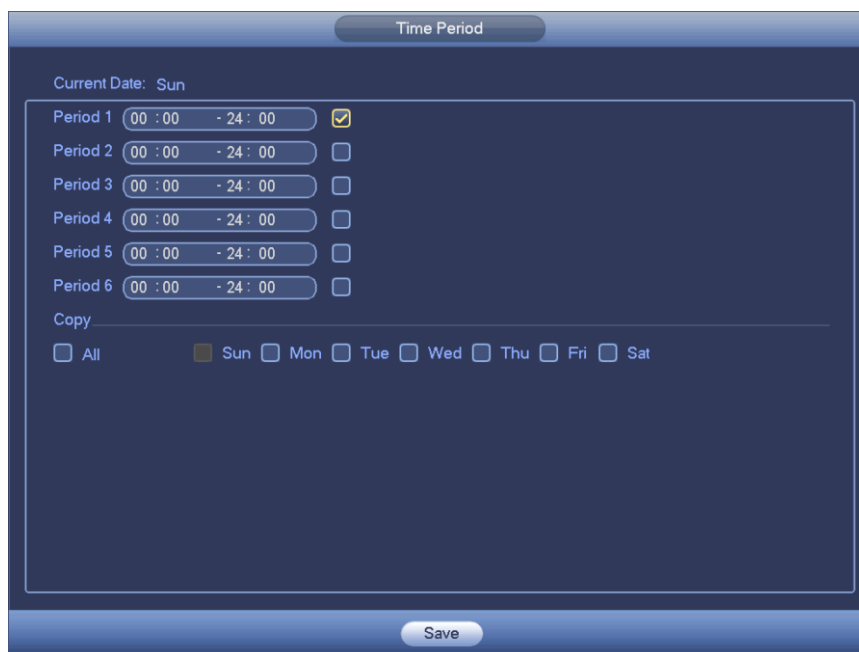 Time Period
Current Date: Sun
Period 1 00 :00 - 24 : 00
Period 2 00 :00 - 24 : 00
Period 3 00 :00 - 24 : 00
Period 4 00 :00 - 24 : 00
Period 5 00 :00 - 24 : 00
Period 6 00 :00 - 24 : 00
Copy
All Sun Mon Tue Wed Thu Fri Sat
Save